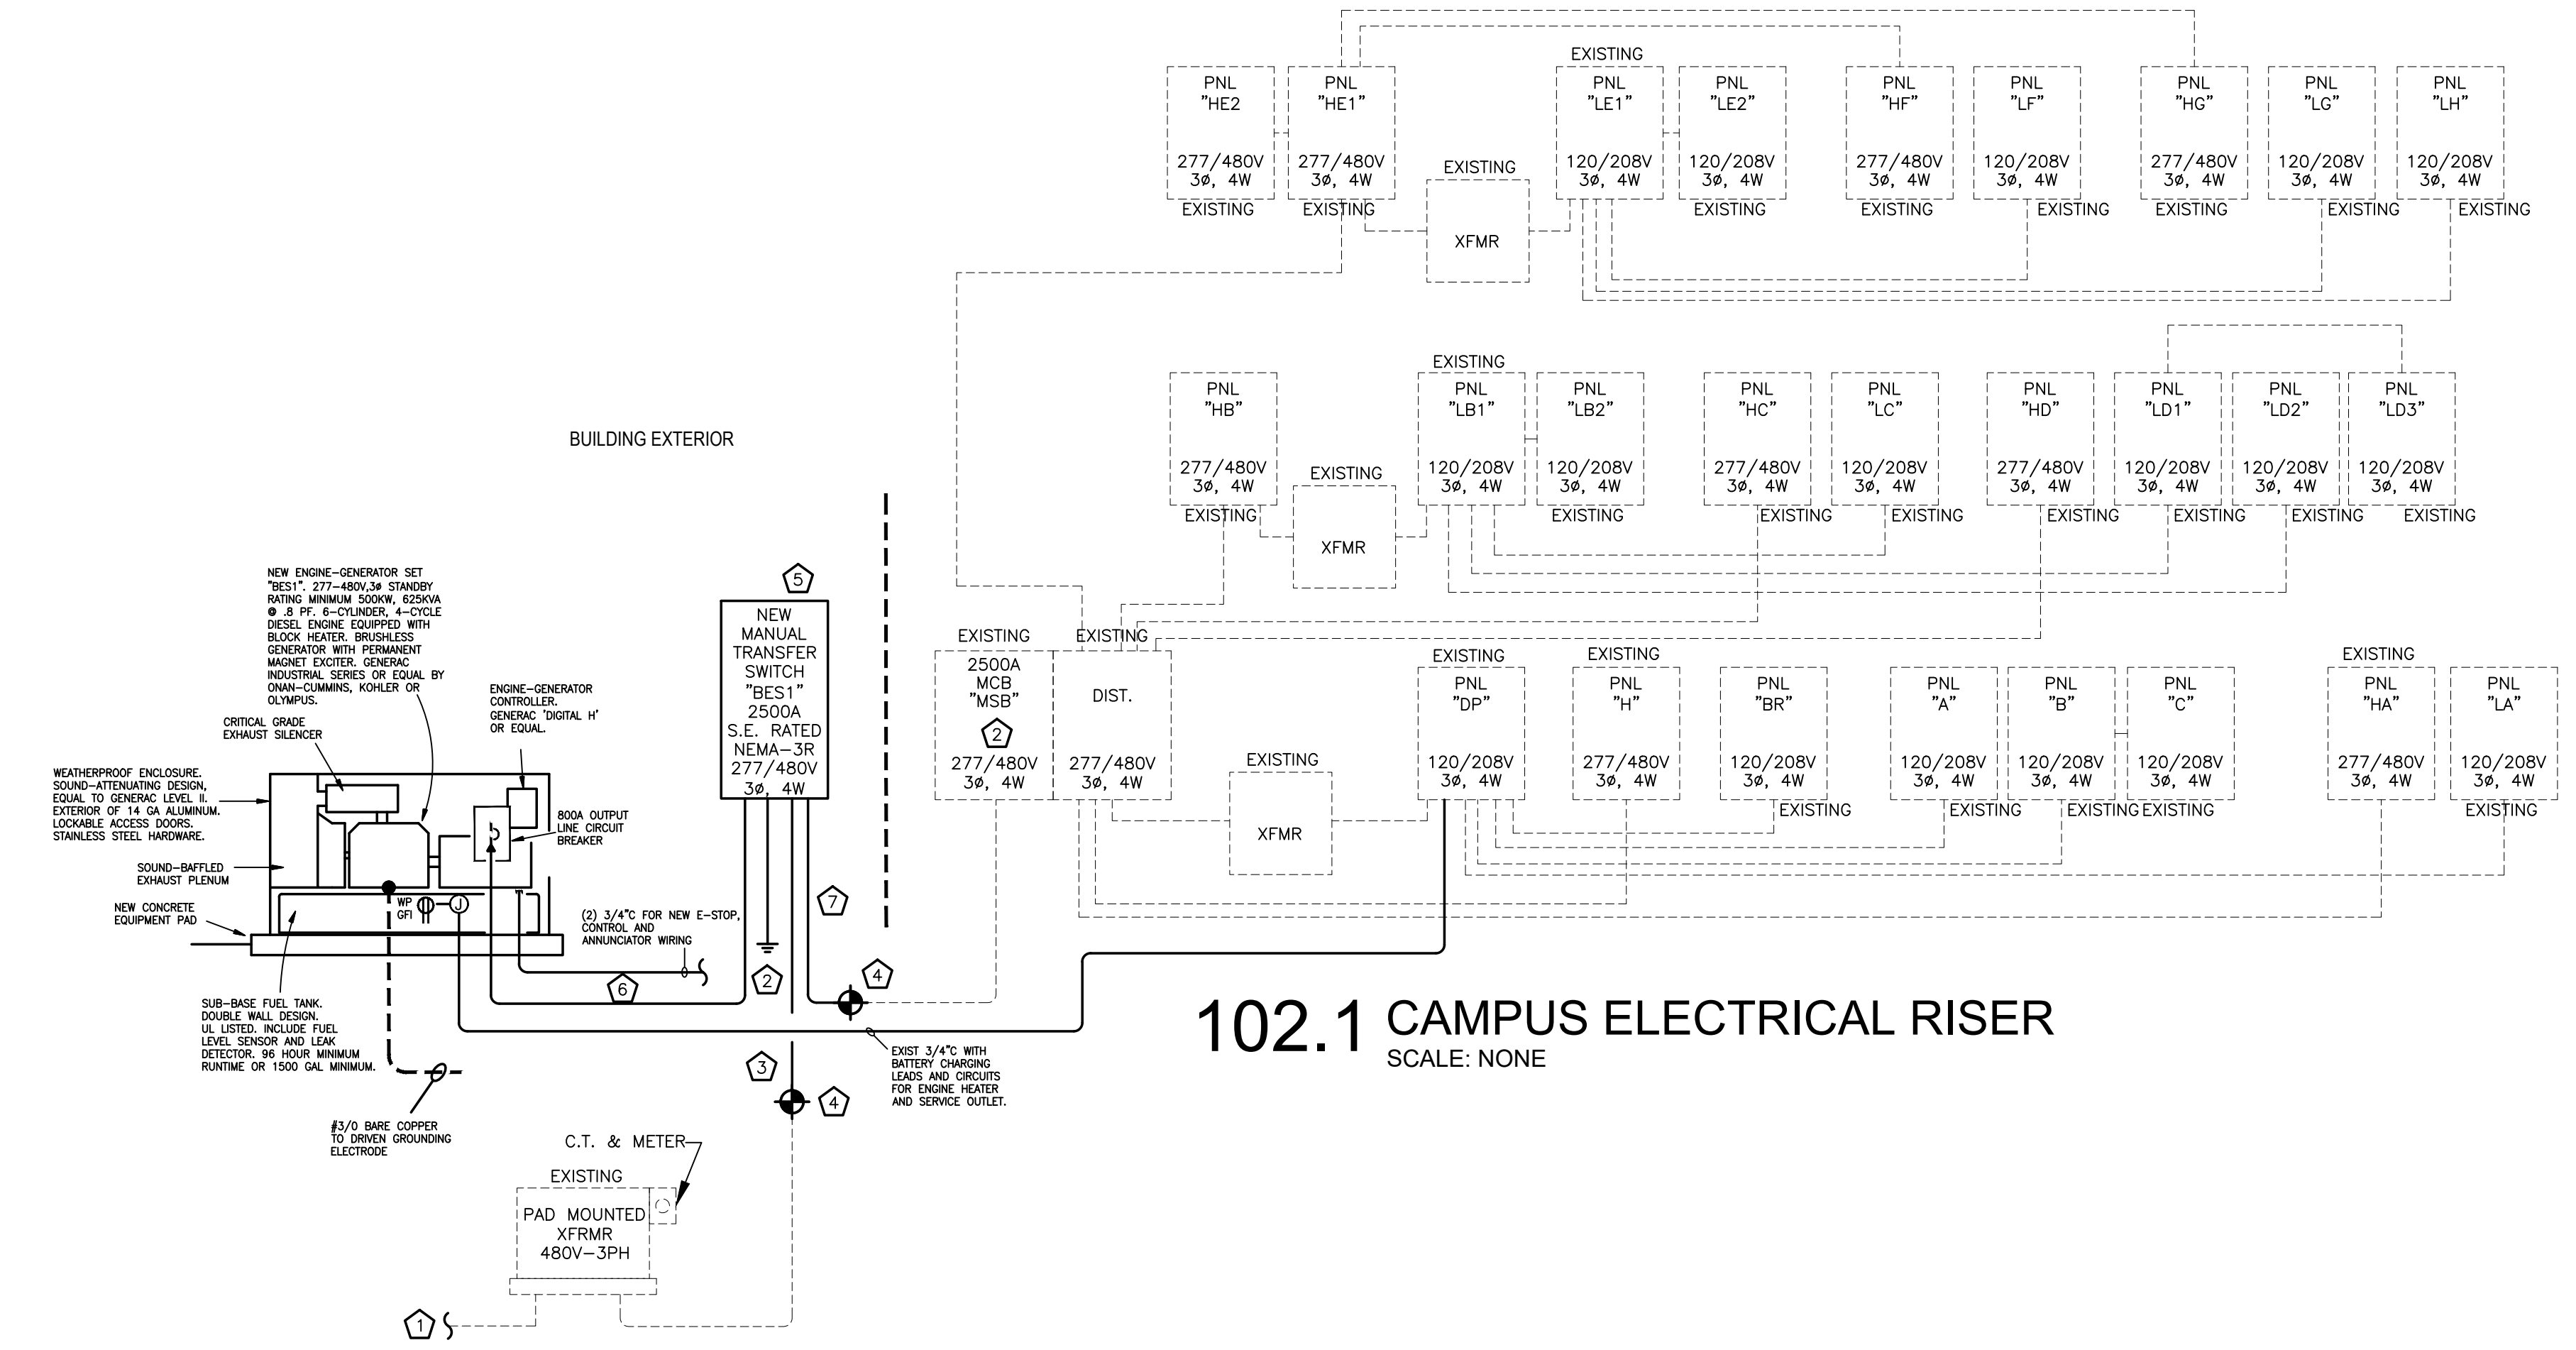 EXISTING
PNL
"HE2
277/480V
3ø, 4W
EXISTING
PNL
"HE1"
277/480V
3ø, 4W
EXISTING
EXISTING
XFMR
PNL
"LE1"
120/208V
3ø, 4W
PNL
"LE2"
120/208V
3ø, 4W
EXISTING
PNL
"HF"
277/480V
3ø, 4W
EXISTING
PNL
"LF"
120/208V
3ø, 4W
EXISTING
PNL
"HG"
277/480V
3ø, 4W
EXISTING
PNL
"LG"
120/208V
3ø, 4W
EXISTING
PNL
"LH"
120/208V
3ø, 4W
EXISTING
PNL
"HB"
277/480V
3ø, 4W
EXISTING
EXISTING
XFMR
EXISTING
PNL
"LB1"
120/208V
3ø, 4W
PNL
"LB2"
120/208V
3ø, 4W
EXISTING
PNL
"HC"
277/480V
3ø, 4W
EXISTING
PNL
"LC"
120/208V
3ø, 4W
EXISTING
PNL
"HD"
277/480V
3ø, 4W
EXISTING
PNL
"LD1"
120/208V
3ø, 4W
EXISTING
PNL
"LD2"
120/208V
3ø, 4W
EXISTING
PNL
"LD3"
120/208V
3ø, 4W
EXISTING
BUILDING EXTERIOR
NEW ENGINE-GENERATOR SET
"BES1". 277-480V,3ø STANDBY
RATING MINIMUM 500KW, 625KVA
@ .8 PF. 6-CYLINDER, 4-CYCLE
DIESEL ENGINE EQUIPPED WITH
BLOCK HEATER. BRUSHLESS
GENERATOR WITH PERMANENT
MAGNET EXCITER. GENERAC
INDUSTRIAL SERIES OR EQUAL BY
ONAN-CUMMINS, KOHLER OR
OLYMPUS.
ENGINE-GENERATOR
CONTROLLER.
GENERAC 'DIGITAL H'
OR EQUAL.
CRITICAL GRADE
EXHAUST SILENCER
WEATHERPROOF ENCLOSURE.
SOUND-ATTENUATING DESIGN,
EQUAL TO GENERAC LEVEL II.
EXTERIOR OF 14 GA ALUMINUM.
LOCKABLE ACCESS DOORS.
STAINLESS STEEL HARDWARE.
800A OUTPUT
LINE CIRCUIT
BREAKER
SOUND-BAFFLED
EXHAUST PLENUM
NEW CONCRETE
EQUIPMENT PAD
WP
GFI
J
5
NEW
MANUAL
TRANSFER
SWITCH
"BES1"
2500A
S.E. RATED
NEMA-3R
277/480V
3ø, 4W
EXISTING
2500A
MCB
"MSB"
2
277/480V
3ø, 4W
EXISTING
DIST.
277/480V
3ø, 4W
EXISTING
XFMR
EXISTING
PNL
"DP"
120/208V
3ø, 4W
EXISTING
PNL
"H"
277/480V
3ø, 4W
PNL
"BR"
120/208V
3ø, 4W
EXISTING
PNL
"A"
120/208V
3ø, 4W
EXISTING
PNL
"B"
120/208V
3ø, 4W
EXISTING
PNL
"C"
120/208V
3ø, 4W
EXISTING
EXISTING
PNL
"HA"
277/480V
3ø, 4W
PNL
"LA"
120/208V
3ø, 4W
EXISTING
(2) 3/4"C FOR NEW E-STOP,
CONTROL AND
ANNUNCIATOR WIRING
7
6
2
4
SUB-BASE FUEL TANK.
DOUBLE WALL DESIGN.
UL LISTED. INCLUDE FUEL
LEVEL SENSOR AND LEAK
DETECTOR. 96 HOUR MINIMUM
RUNTIME OR 1500 GAL MINIMUM.
#3/0 BARE COPPER
TO DRIVEN GROUNDING
ELECTRODE
3
4
EXIST 3/4"C WITH
BATTERY CHARGING
LEADS AND CIRCUITS
FOR ENGINE HEATER
AND SERVICE OUTLET.
C.T. & METER
EXISTING
PAD MOUNTED
XFRMR
480V-3PH
1
102.1 CAMPUS ELECTRICAL RISER
SCALE: NONE